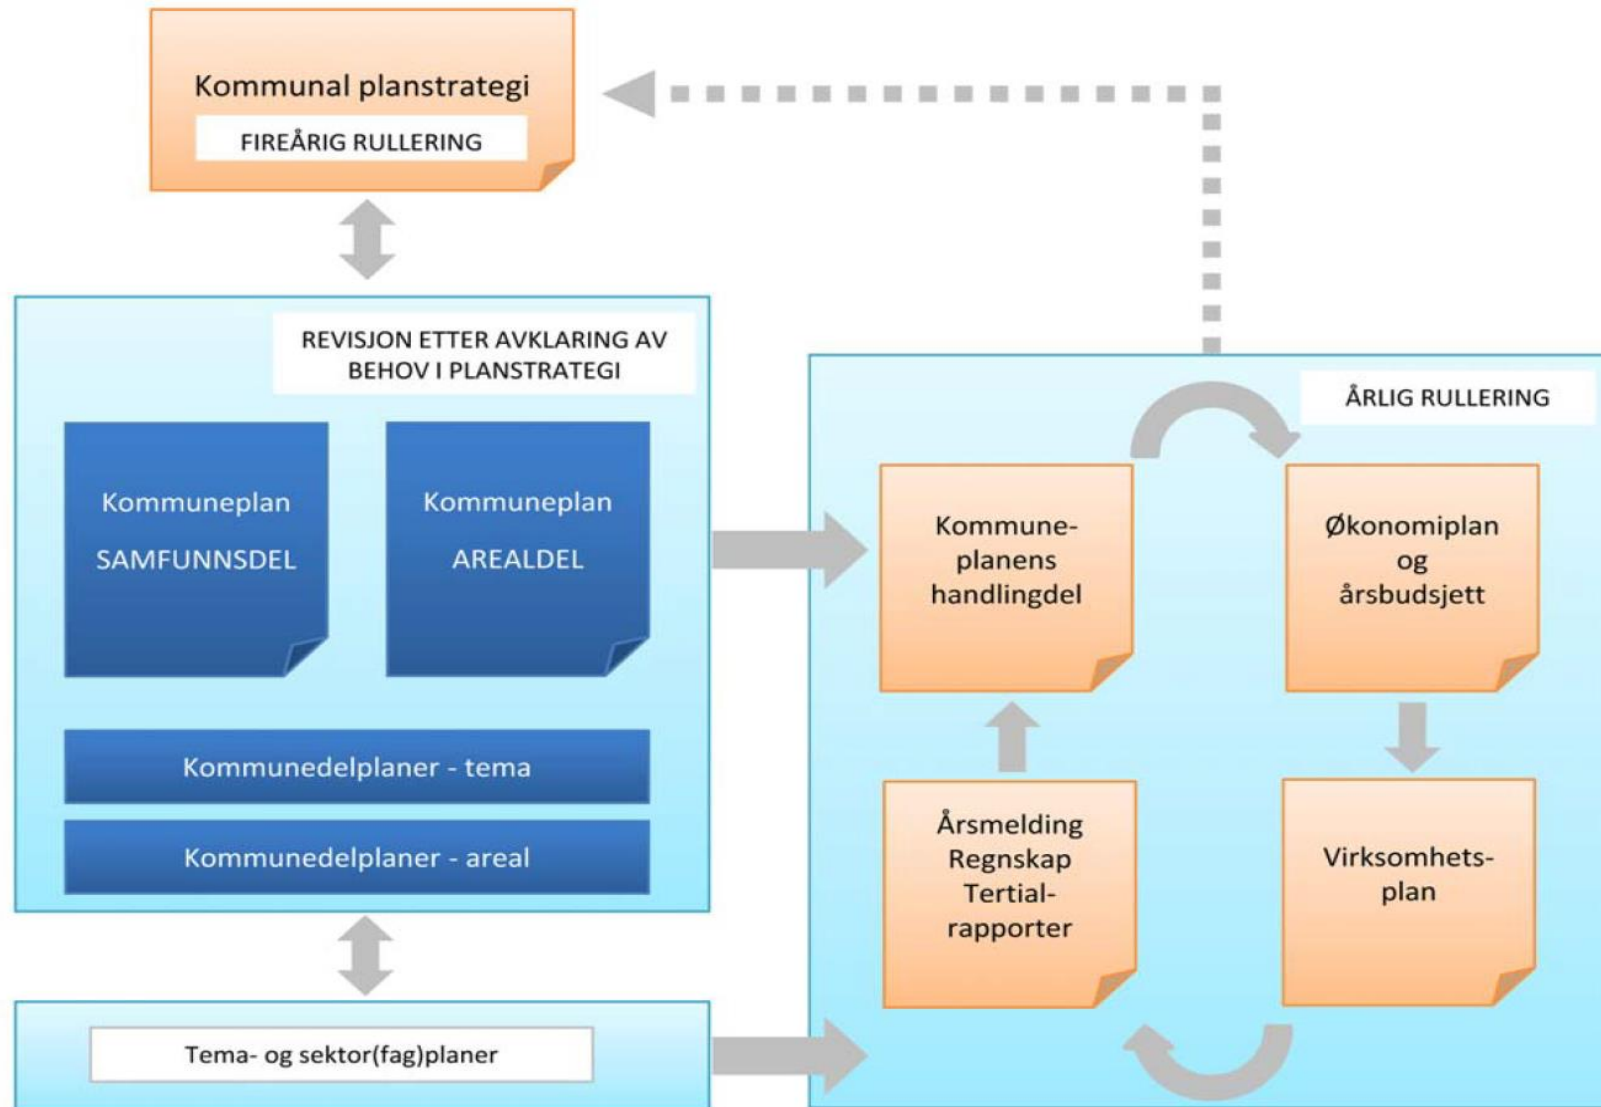 Kommunal planstrategi
FIREÅRIG RULLERING
REVISJON ETTER AVKLARING AV
BEHOV I PLANSTRATEGI
Kommuneplan
SAMFUNNSDEL
Kommuneplan
AREALDEL
Kommunedelplaner - tema
Kommunedelplaner - areal
Tema- og sektor(fag)planer
ÅRLIG RULLERING
Kommune-
planens
handlingdel
Økonomiplan
og
årsbudsjett
Årsmelding
Regnskap
Tertial-
rapporter
Virksomhets-
plan